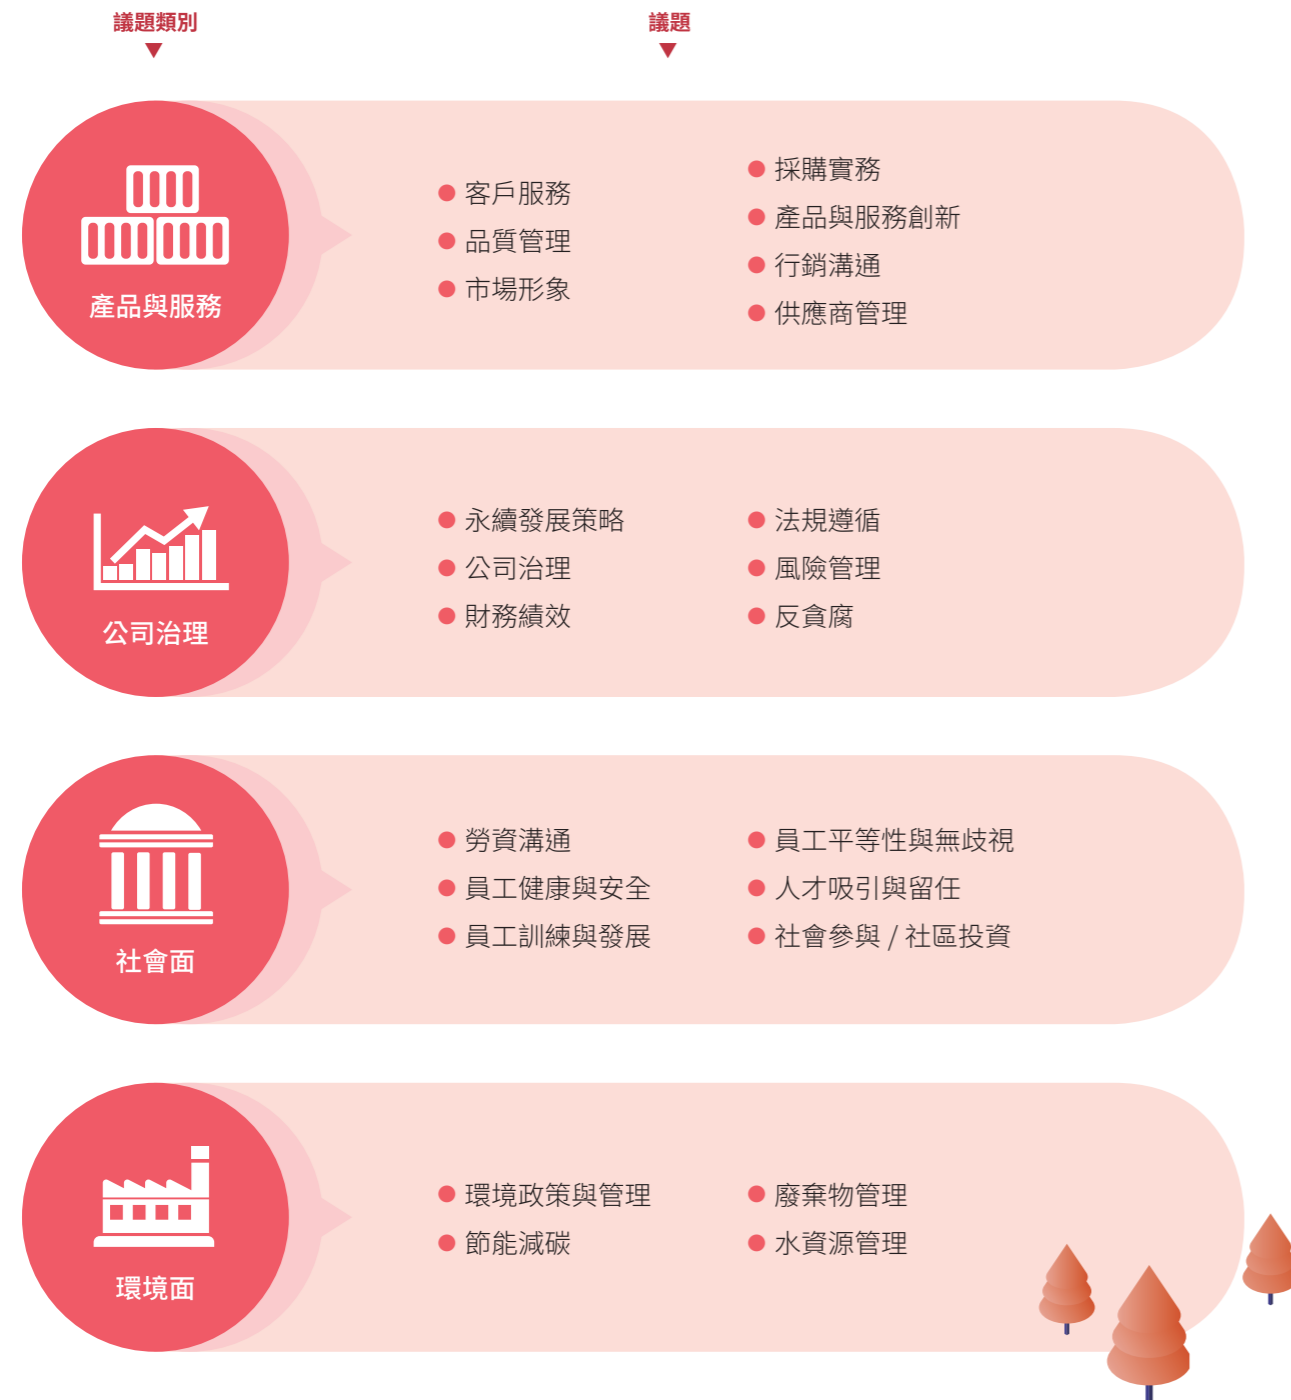 議題類別
議題
產品與服務
客戶服務
品質管理
市場形象
採購實務
產品與服務創新
行銷溝通
供應商管理
公司治理
永續發展策略
公司治理
財務績效
法規遵循
風險管理
反貪腐
社會面
勞資溝通
員工健康與安全
員工訓練與發展
員工平等性與無歧視
人才吸引與留任
社會參與 / 社區投資
環境面
環境政策與管理
節能減碳
廢棄物管理
水資源管理